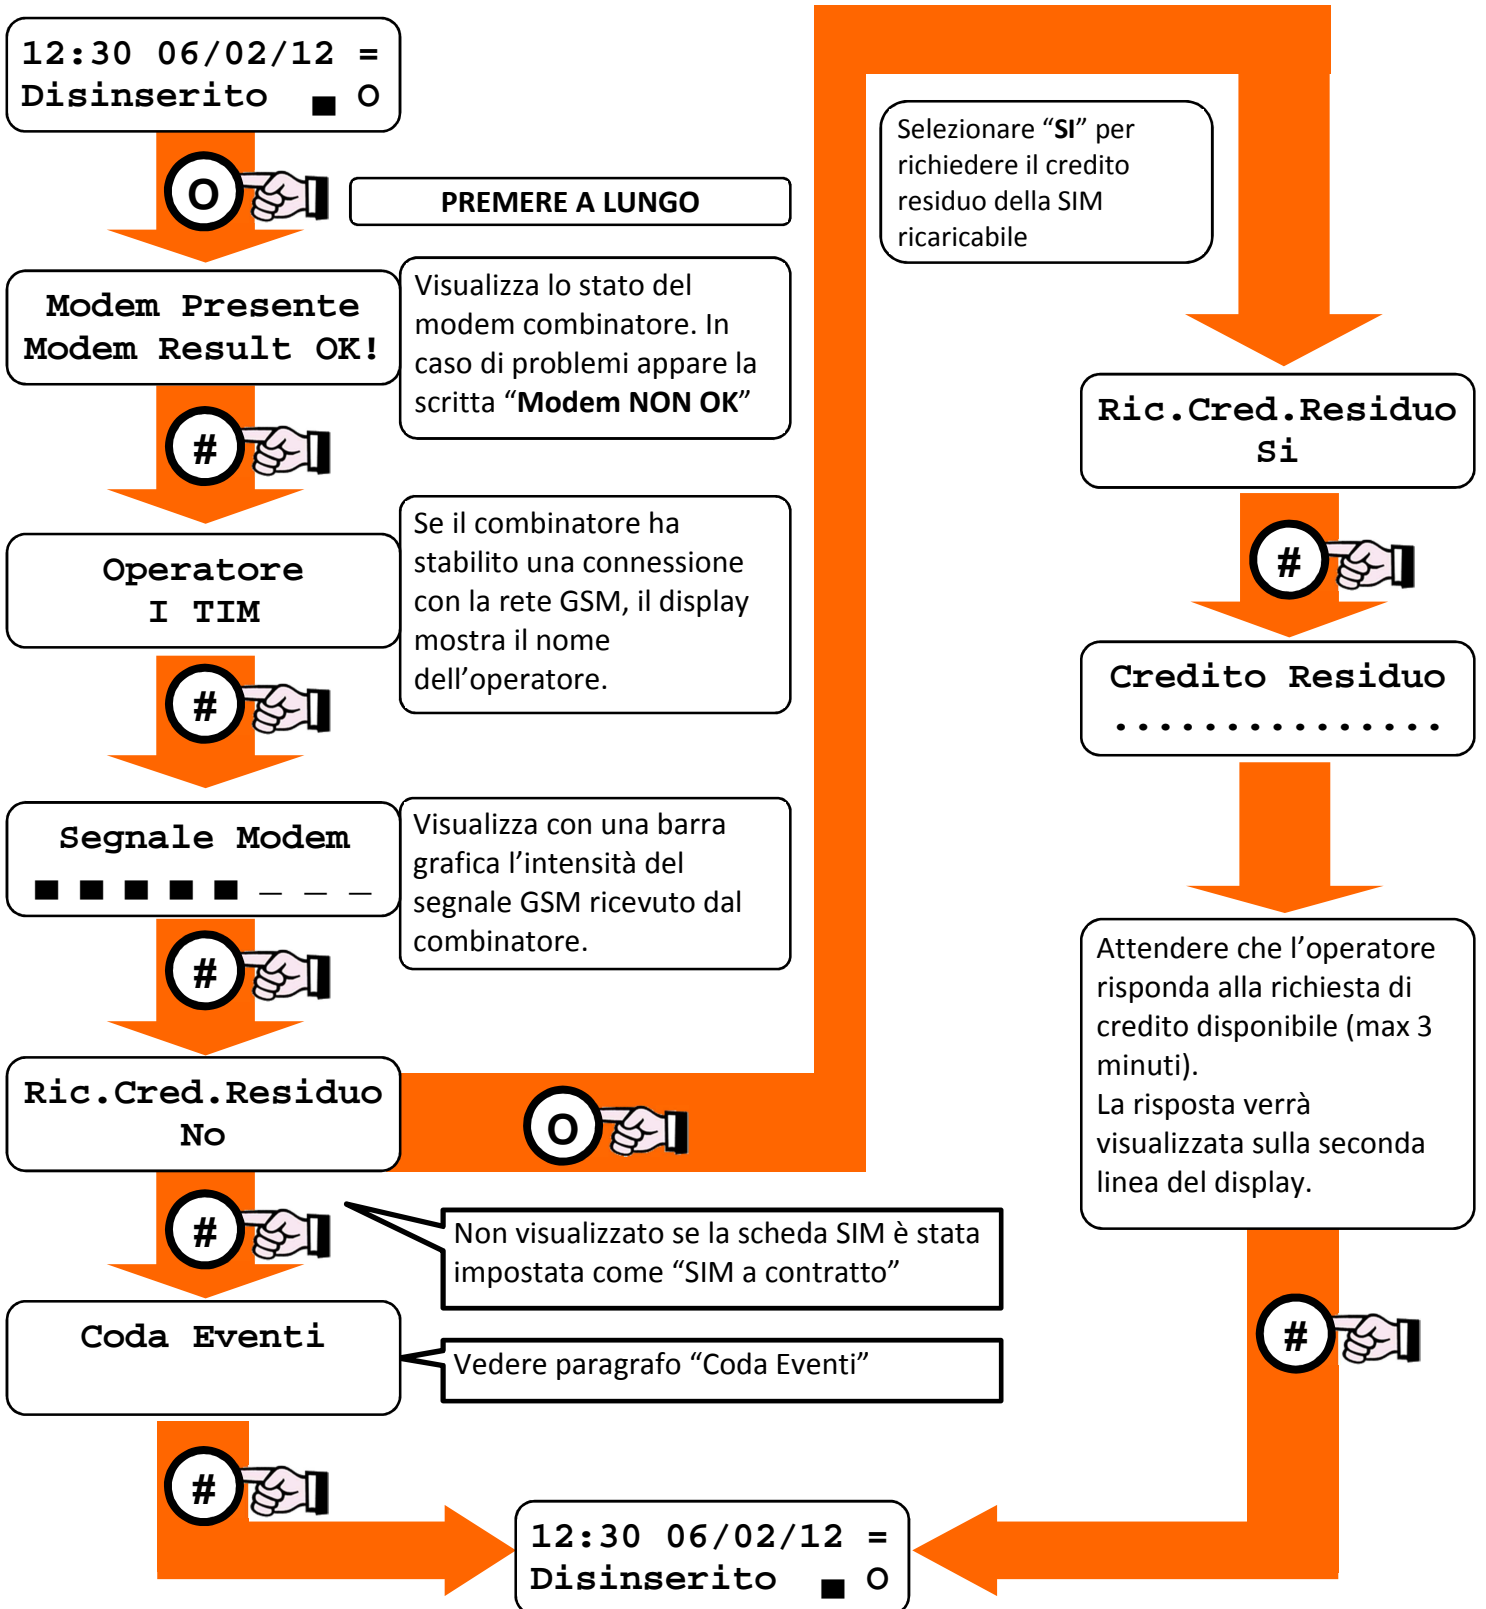 12:30 06/02/12 =
Disinserito ▄ O
O
PREMERE A LUNGO
Modem Presente
Modem Result OK!
Visualizza lo stato del
modem combinatore. In
caso di problemi appare la
scritta “Modem NON OK”
#
Operatore
I TIM
Se il combinatore ha
stabilito una connessione
con la rete GSM, il display
mostra il nome
dell’operatore.
#
Segnale Modem
■ ■ ■ ■ ■ _ _ _
Visualizza con una barra
grafica l’intensità del
segnale GSM ricevuto dal
combinatore.
#
Ric.Cred.Residuo
No
O
#
Non visualizzato se la scheda SIM è stata
impostata come “SIM a contratto”
Coda Eventi
Vedere paragrafo “Coda Eventi”
#
Selezionare “SI” per
richiedere il credito
residuo della SIM
ricaricabile
Ric.Cred.Residuo
Si
#
Credito Residuo
...............
Attendere che l’operatore
risponda alla richiesta di
credito disponibile (max 3
minuti).
La risposta verrà
visualizzata sulla seconda
linea del display.
#
12:30 06/02/12 =
Disinserito ▄ O